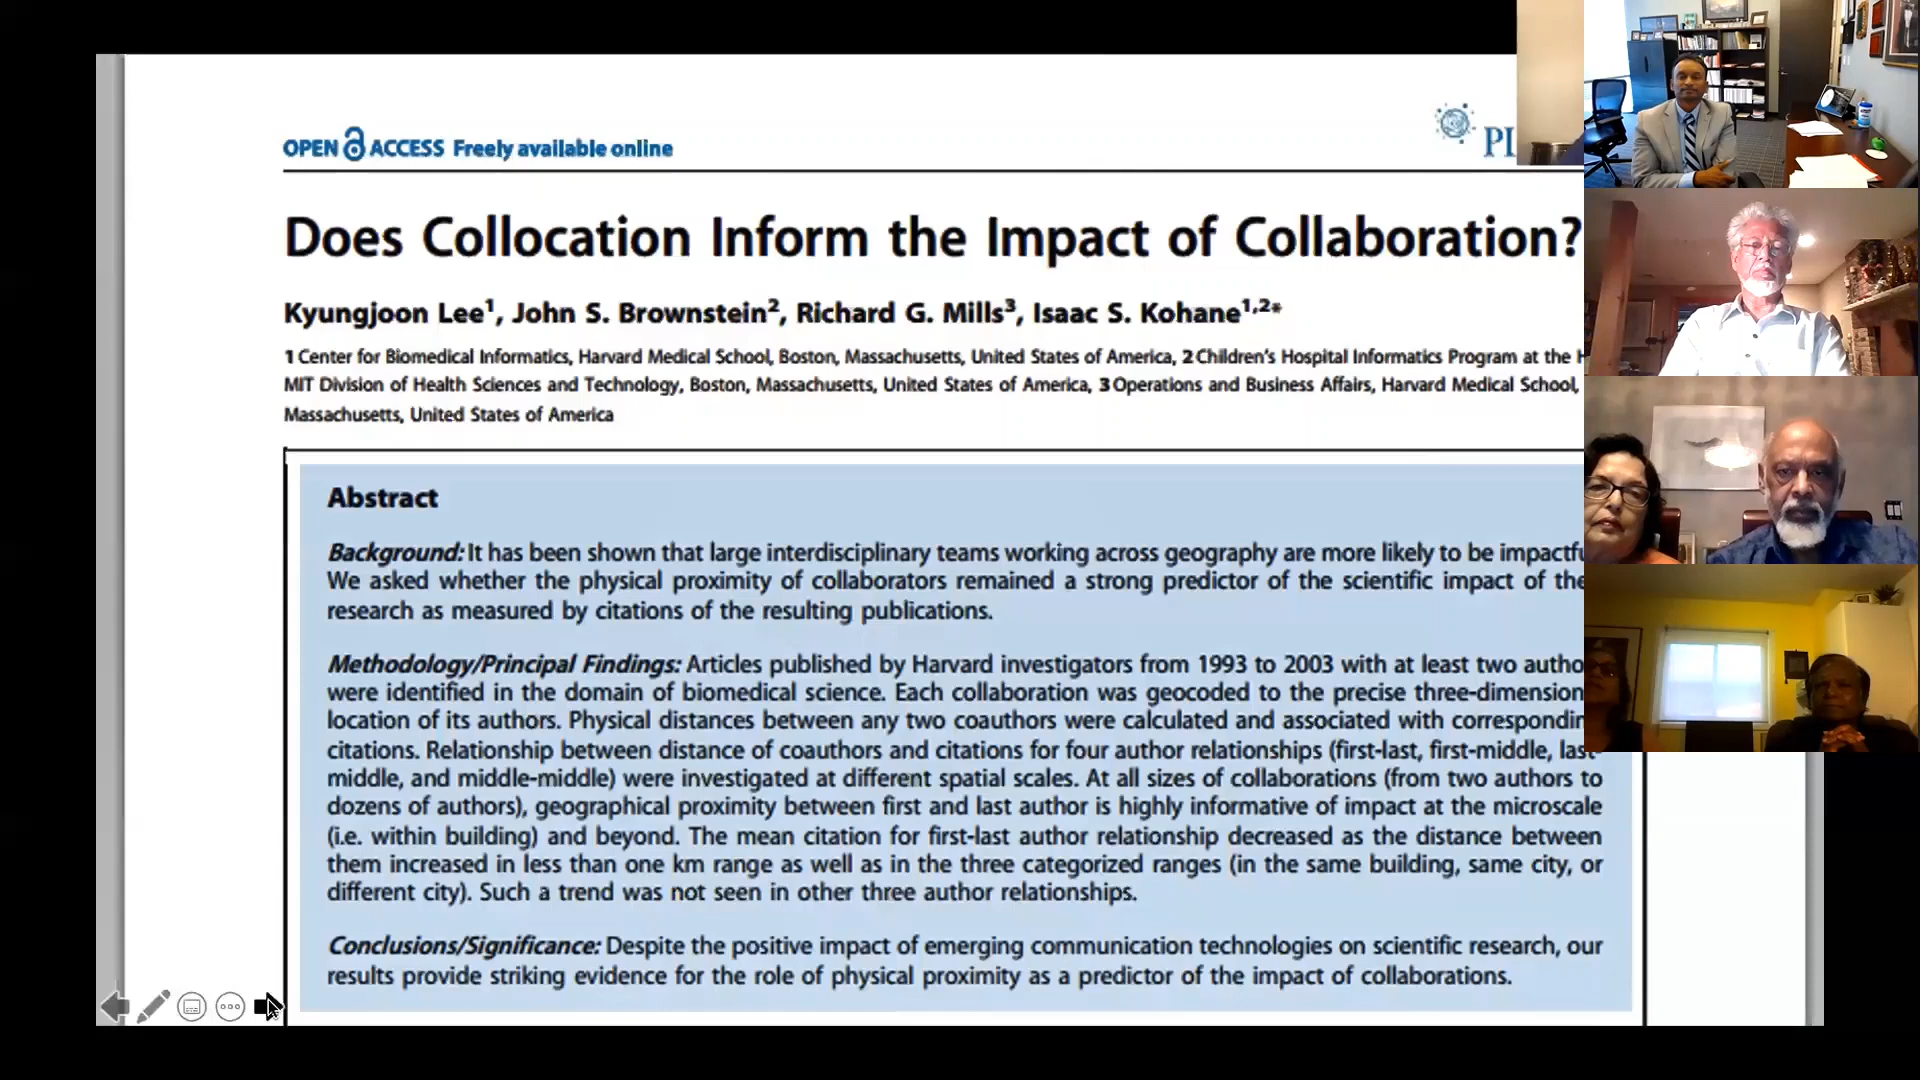 OPEN ACCESS Freely available online
Does Collocation Inform the Impact of Collaboration?
Kyungjoon Lee1, John S. Brownstein2, Richard G. Mills3, Isaac S. Kohane1,2*
1 Center for Biomedical Informatics, Harvard Medical School, Boston, Massachusetts, United States of America, 2 Children's Hospital Informatics Program at the
MIT Division of Health Sciences and Technology, Boston, Massachusetts, United States of America, 3 Operations and Business Affairs, Harvard Medical School,
Massachusetts, United States of America
Abstract
Background: It has been shown that large interdisciplinary teams working across geography are more likely to be
We asked whether the physical proximity of collaborators remained a strong predictor of the scientific impact of
research as measured by citations of the resulting publications.
Methodology/Principal Findings: Articles published by Harvard investigators from 1993 to 2003 with at least two
were identified in the domain of biomedical science. Each collaboration was geocoded to the precise
location of its authors. Physical distances between any two coauthors were calculated and associated with
citations. Relationship between distance of coauthors and citations for four author relationships (first-last, first-middle, last-
middle, and middle-middle) were investigated at different spatial scales. At all sizes of collaborations (from two authors to
dozens of authors), geographical proximity between first and last author is highly informative of impact at the microscale
(i.e. within building) and beyond. The mean citation for first-last author relationship decreased as the distance between
them increased in less than one km range as well as in the three categorized ranges (in the same building, same city, or
different city). Such a trend was not seen in other three author relationships.
Conclusions/Significance: Despite the positive impact of emerging communication technologies on scientific research, our
results provide striking evidence for the role of physical proximity as a predictor of the impact of collaborations.